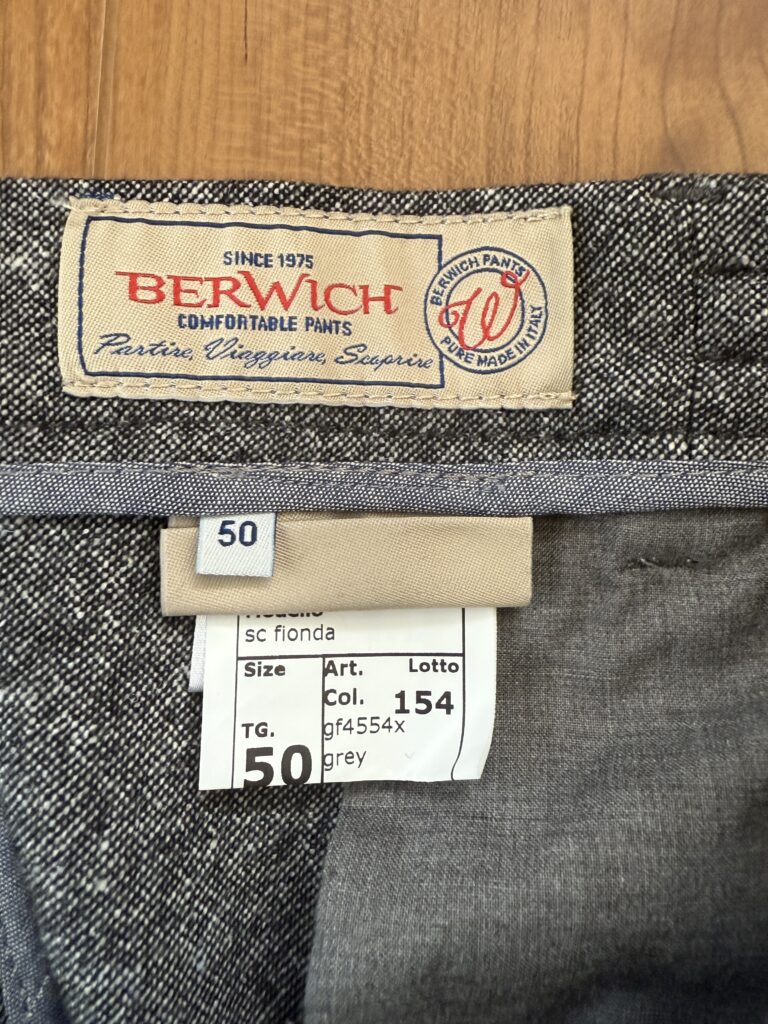 SINCE 1975
BERWICH
COMFORTABLE PANTS
Partire, Viaggiare, Scoprire
BERWICH PANTS
W
PURE MADE IN ITALY
50
Modello
sc fionda
Size
Art. Lotto
Col. 154
TG. gf4554x
50 grey